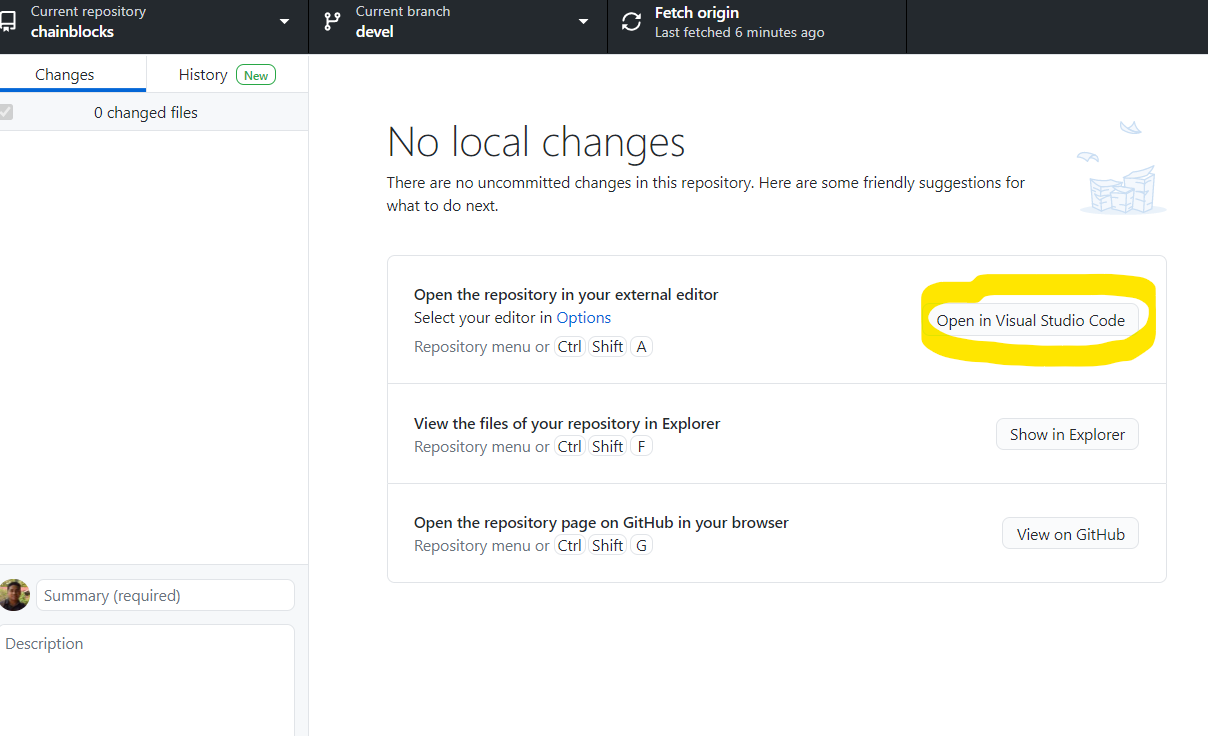 Current repository
chainblocks
Current branch
devel
Fetch origin
Last fetched 6 minutes ago
Changes
History New
0 changed files
No local changes
There are no uncommitted changes in this repository. Here are some friendly suggestions for
what to do next.
Open the repository in your external editor
Select your editor in Options
Repository menu or Ctrl Shift A
Open in Visual Studio Code
View the files of your repository in Explorer
Repository menu or Ctrl Shift F
Show in Explorer
Open the repository page on GitHub in your browser
Repository menu or Ctrl Shift G
View on GitHub
Summary (required)
Description